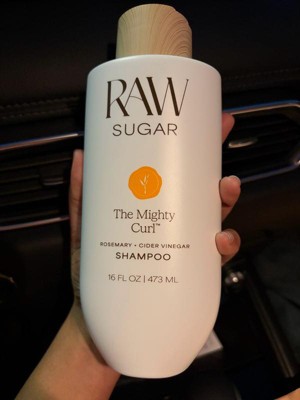 RAW
SUGAR
The Mighty
Curl™
ROSEMARY + CIDER VINEGAR
SHAMPOO
16 FL OZ | 473 ML